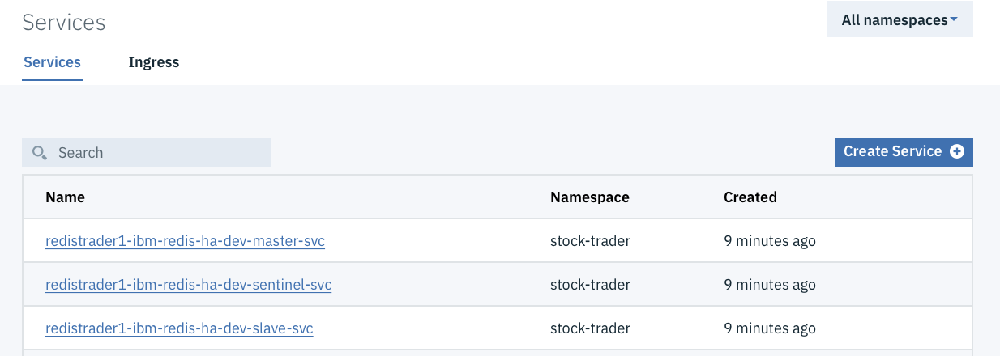 Services
All namespaces
Services Ingress
Search
Create Service
Name Namespace Created
redistrader1-ibm-redis-ha-dev-master-svc stock-trader 9 minutes ago
redistrader1-ibm-redis-ha-dev-sentinel-svc stock-trader 9 minutes ago
redistrader1-ibm-redis-ha-dev-slave-svc stock-trader 9 minutes ago